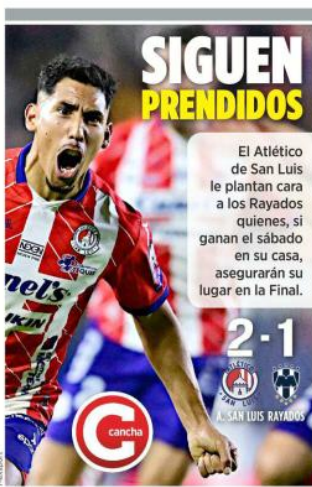 SIGUEN
PRENDIDOS
El Atlético
de San Luis
le plantan cara
a los Rayados
quienes, si
ganan el sábado
en su casa,
asegurarán su
lugar en la Final.
2-1
A. SAN LUIS RAYADOS
cancha